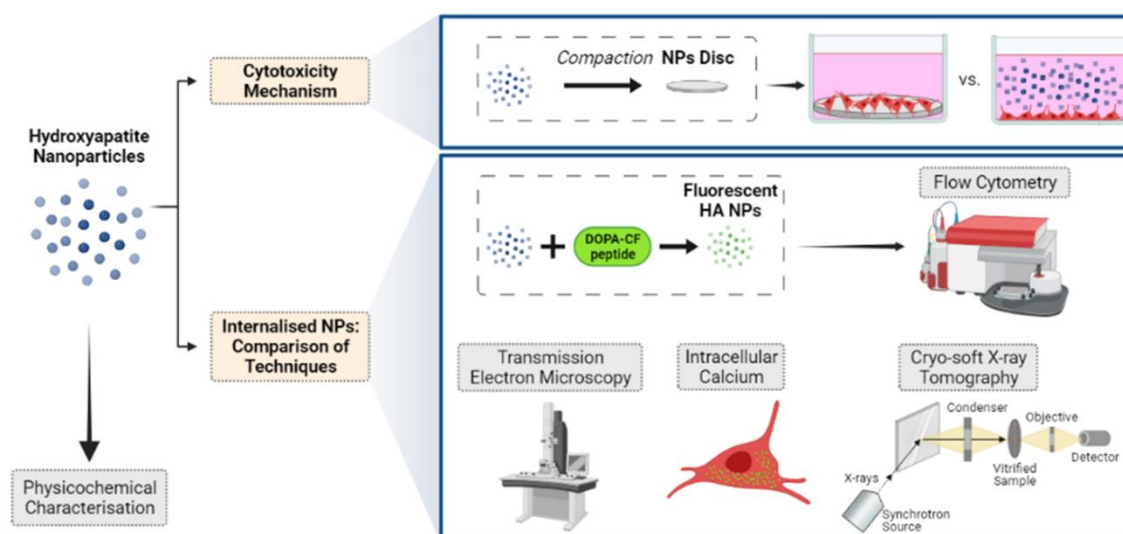 Hydroxyapatite
Nanoparticles
Physicochemical
Characterisation
Cytotoxicity
Mechanism
Internalised NPs:
Comparison of
Techniques
Compaction
NPs Disc
vs.
DOPA-CF
peptide
Fluorescent
HA NPs
Flow Cytometry
Transmission
Electron Microscopy
Intracellular
Calcium
Cryo-soft X-ray
Tomography
Condenser
Objective
Detector
Vitrified
Sample
X-rays
Synchrotron
Source